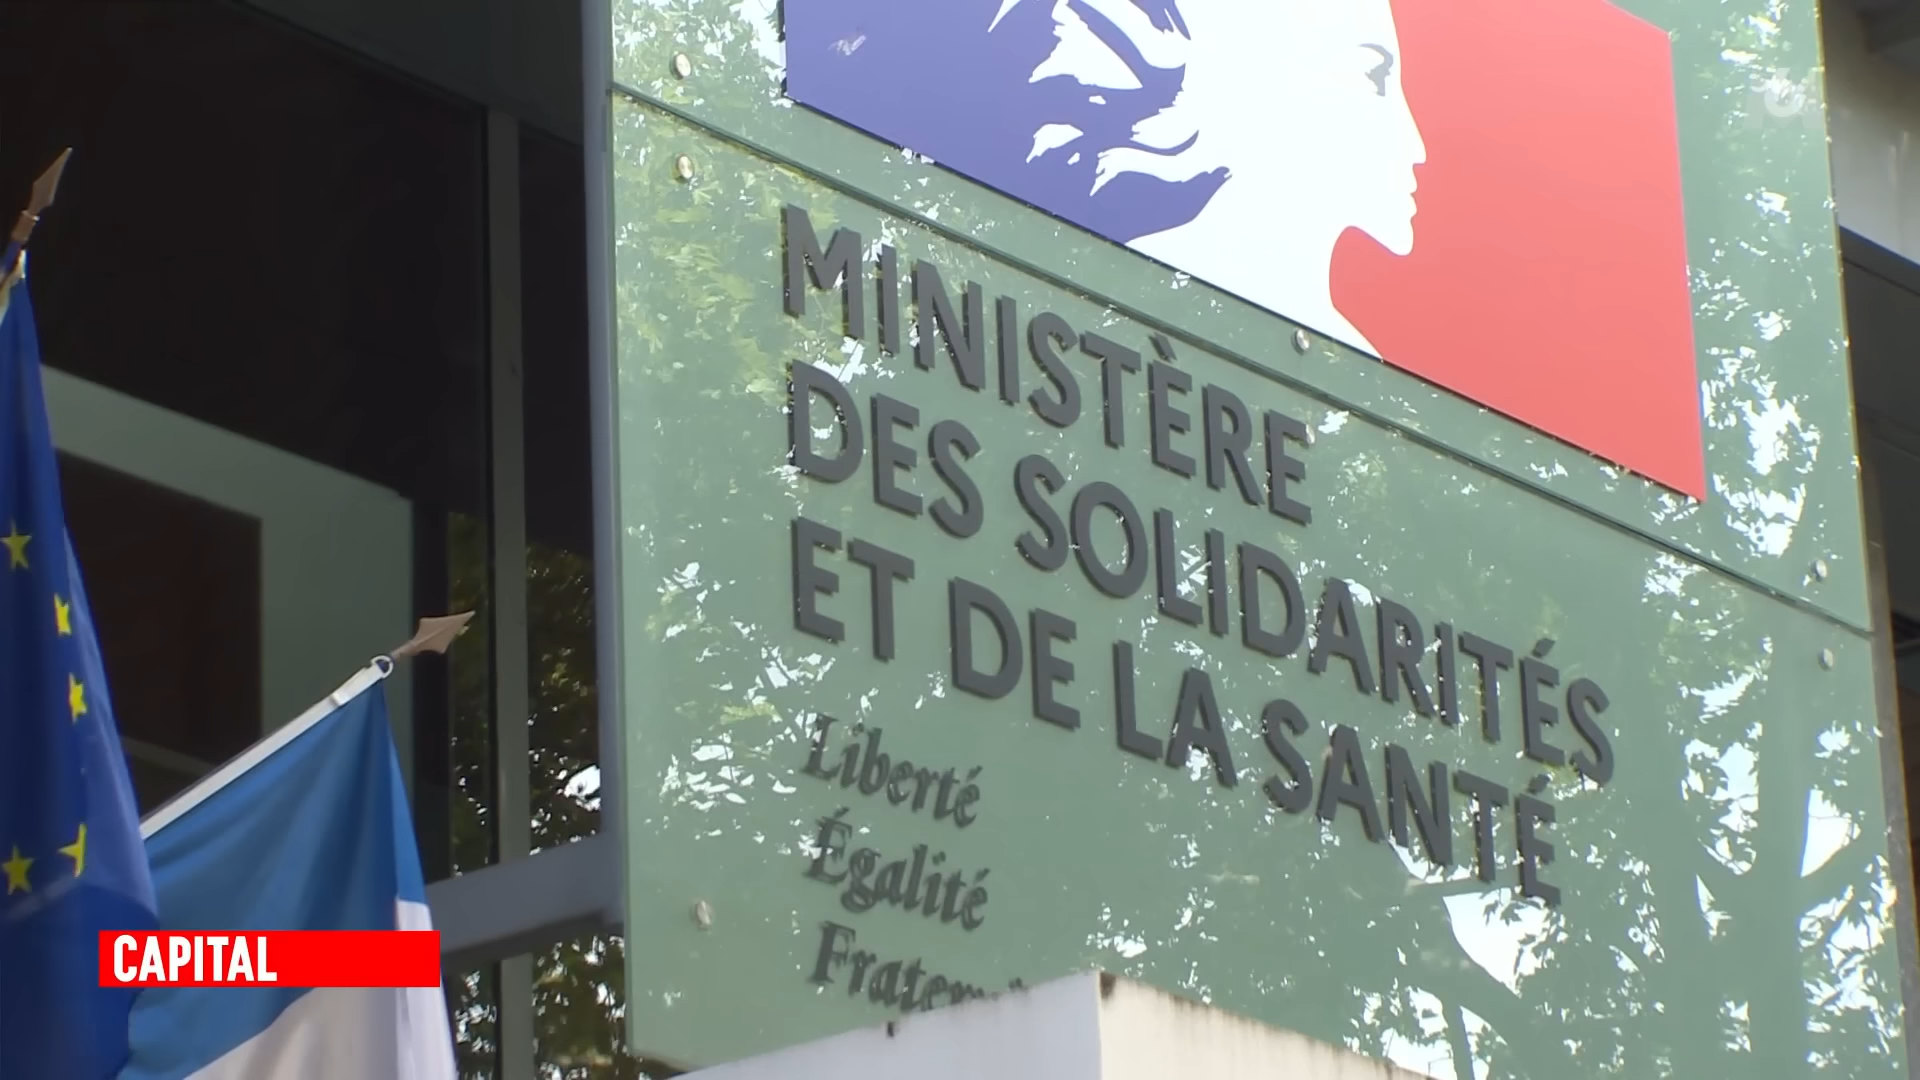 MINISTÈRE
DES SOLIDARITÉS
ET DE LA SANTÉ
Liberté
Égalité
CAPITAL